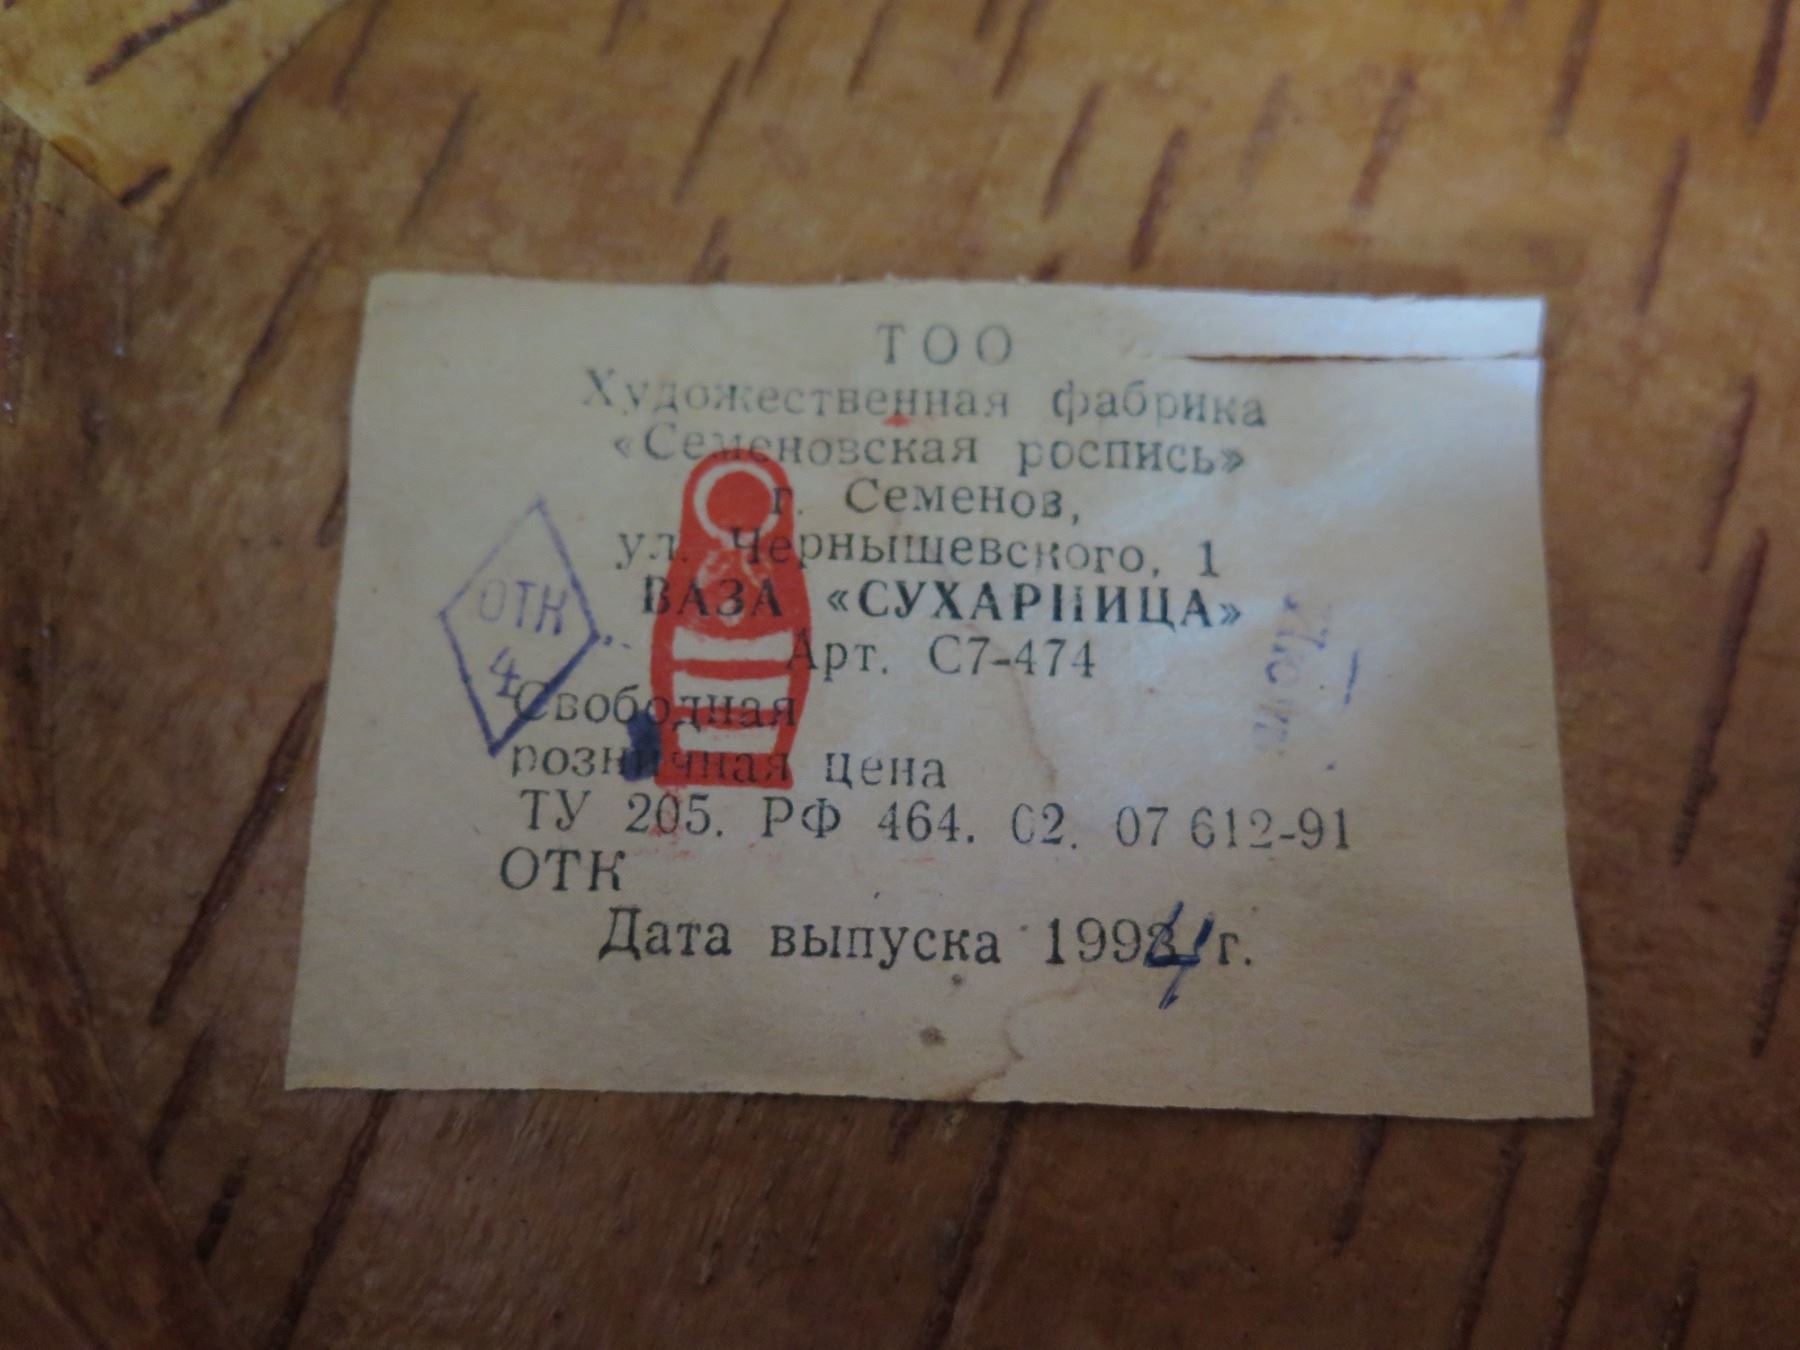 ТОО
Художественная фабрика
«Семеновская роспись»
г. Семенов,
ул. Чернышевского, 1
ВАЗА «СУХАРНИЦА»
Арт. С7-474
ОТК
4
Свободная
розничная цена
ТУ 205. РФ 464. 02. 07 612-91
ОТК
Дата выпуска 1994 г.